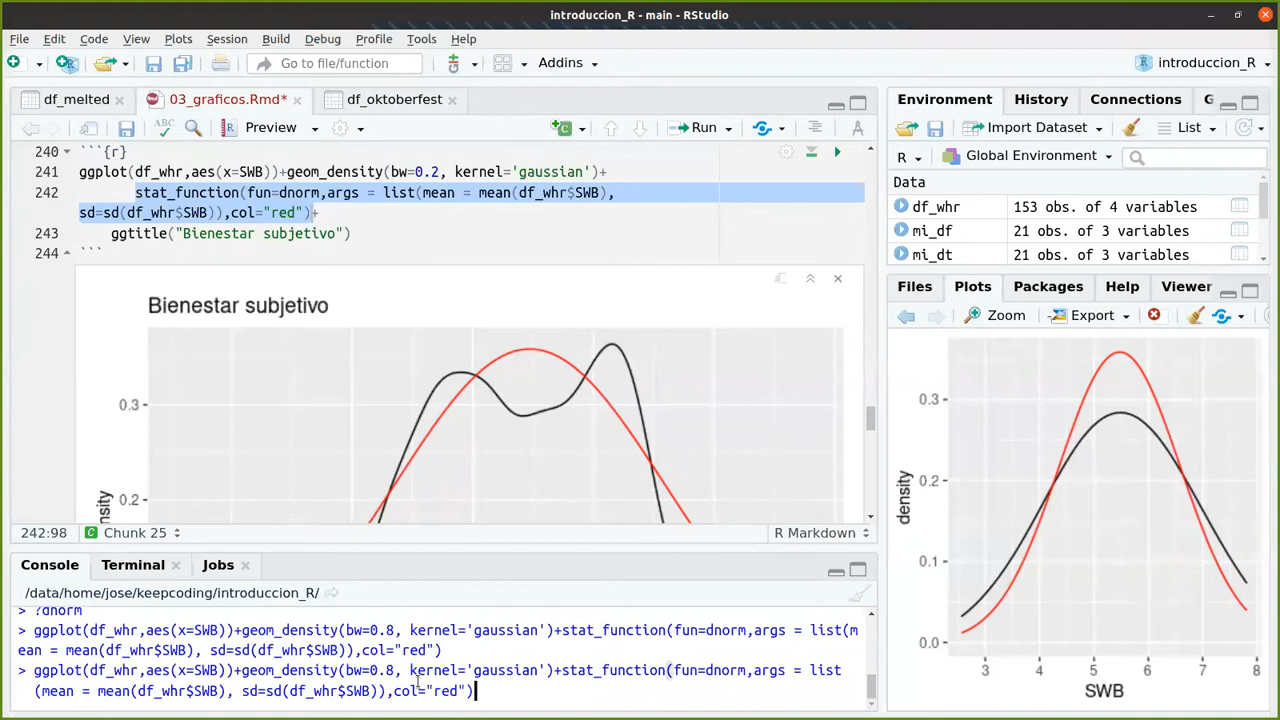 introduccion_R - main - RStudio
File Edit Code View Plots Session Build Debug Profile Tools Help
Go to file/function Addins introduccion_R
df_melted 03_graficos.Rmd* df_oktoberfest
ABC Preview Run
240 ```{r}
241 ggplot(df_whr,aes(x=SWB))+geom_density(bw=0.2, kernel='gaussian')+
242 stat_function(fun=dnorm,args = list(mean = mean(df_whr$SWB),
sd=sd(df_whr$SWB)),col="red")+
243 ggtitle("Bienestar subjetivo")
244 ```
Bienestar subjetivo
0.3
0.2
density
242:98 Chunk 25 R Markdown
Console Terminal Jobs
/data/home/jose/keepcoding/introduccion_R/
> ?dnorm
> ggplot(df_whr,aes(x=SWB))+geom_density(bw=0.8, kernel='gaussian')+stat_function(fun=dnorm,args = list(m
ean = mean(df_whr$SWB), sd=sd(df_whr$SWB)),col="red")
> ggplot(df_whr,aes(x=SWB))+geom_density(bw=0.8, kernel='gaussian')+stat_function(fun=dnorm,args = list
(mean = mean(df_whr$SWB), sd=sd(df_whr$SWB)),col="red")
Environment History Connections G
Import Dataset List
R Global Environment
Data
df_whr 153 obs. of 4 variables
mi_df 21 obs. of 3 variables
mi_dt 21 obs. of 3 variables
Files Plots Packages Help Viewer
Zoom Export
0.3
0.2
0.1
0.0
density
3 4 5 6 7 8
SWB